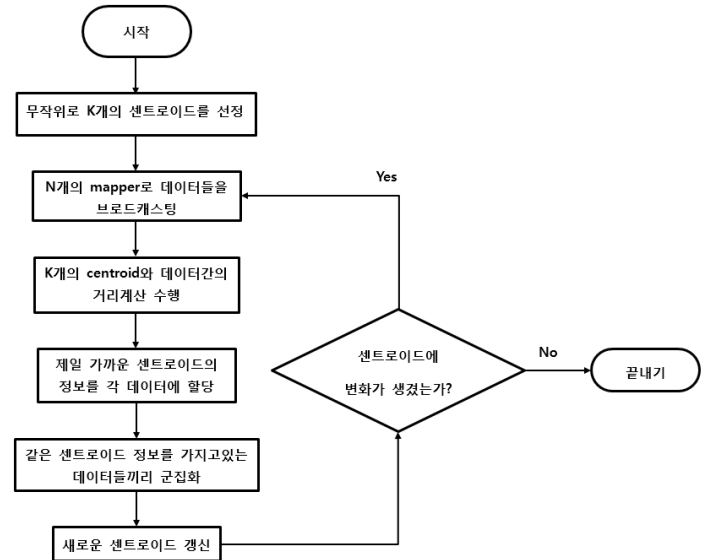 시작
무작위로 K개의 센트로이드를 선정
N개의 mapper로 데이터들을
브로드캐스팅
K개의 centroid와 데이터간의
거리계산 수행
제일 가까운 센트로이드의
정보를 각 데이터에 할당
같은 센트로이드 정보를 가지고있는
데이터들끼리 군집화
새로운 센트로이드 갱신
Yes
센트로이드에
변화가 생겼는가?
No
끝내기